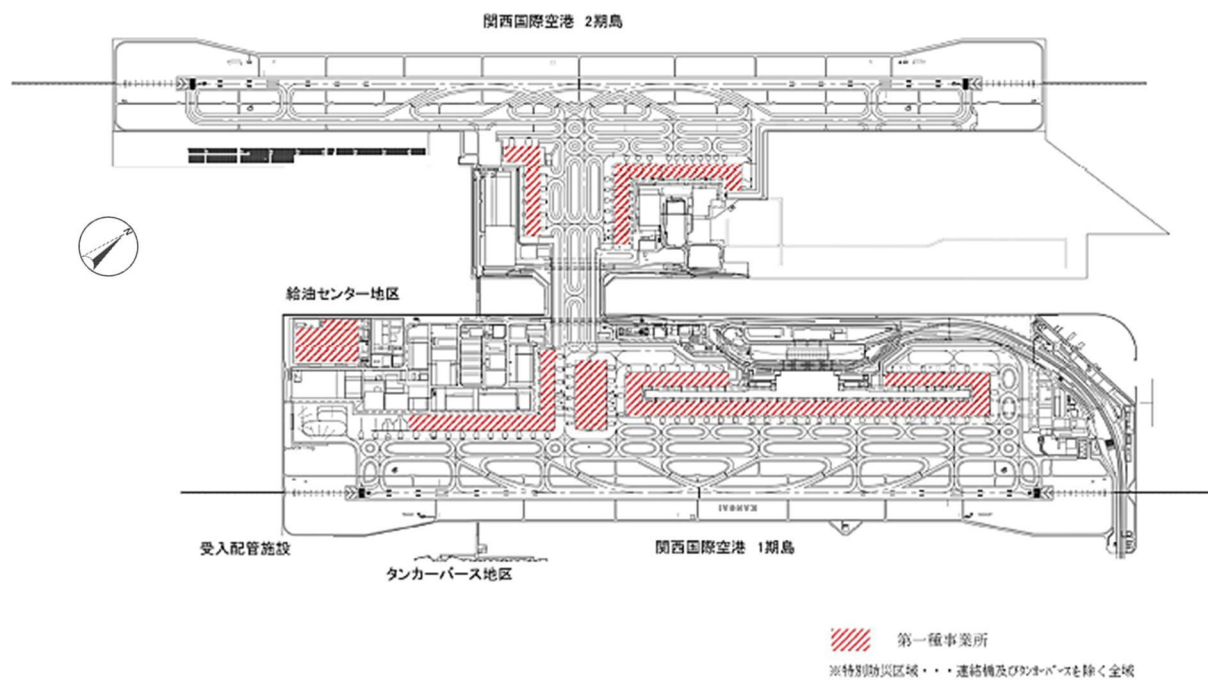 関西国際空港 2期島
N
給油センター地区
KANSAI
受入配管施設
関西国際空港 1期島
タンカーバース地区
第一種事業所
※特別防災区域・・・連絡橋及びタンカーバースを除く全域